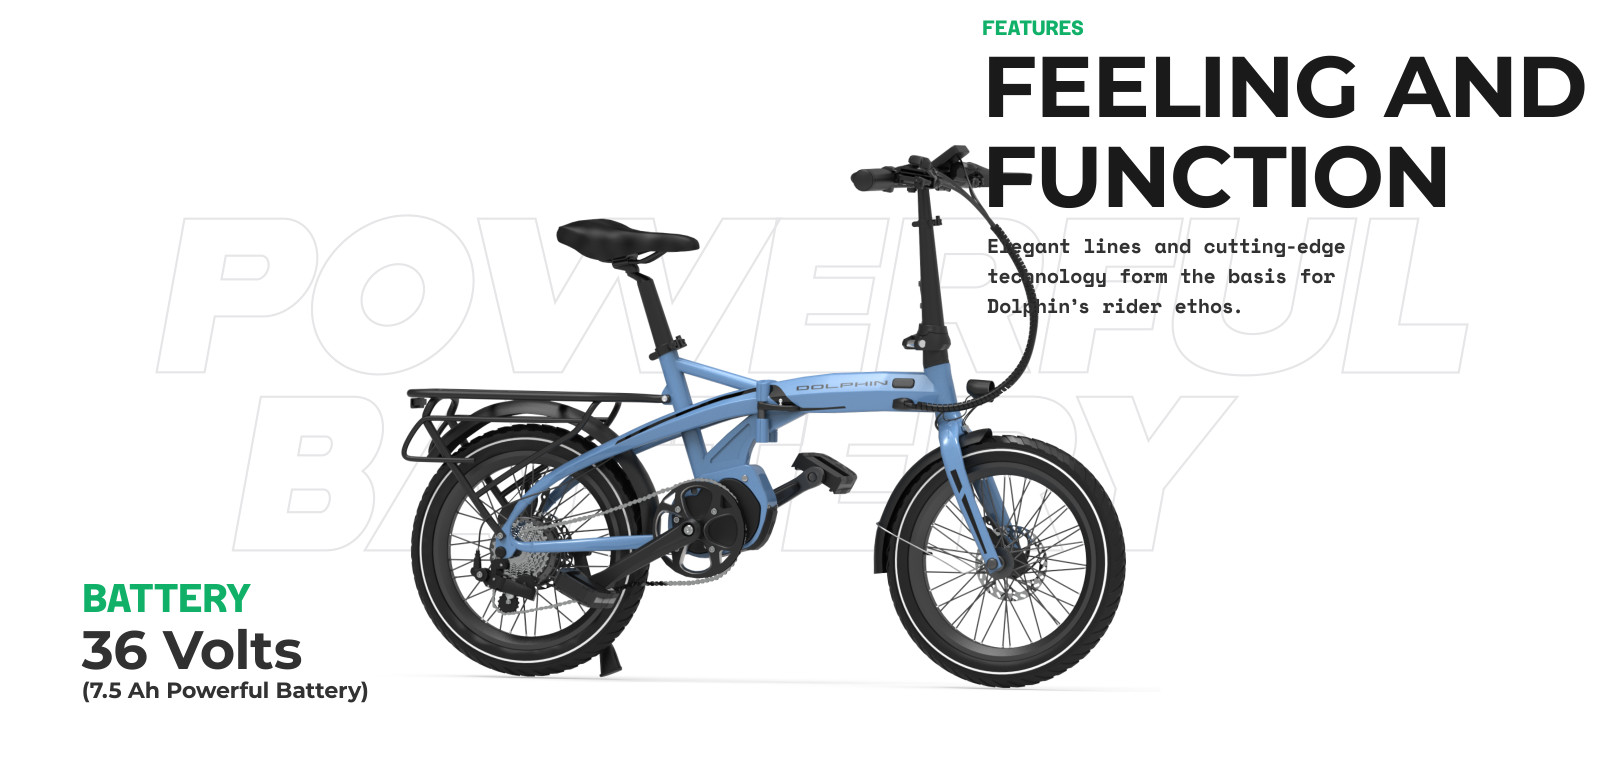 FEATURES
FEELING AND
FUNCTION
Elegant lines and cutting-edge
technology form the basis for
Dolphin's rider ethos.
POWERFUL
BATTERY
DOLPHIN
BATTERY
36 Volts
(7.5 Ah Powerful Battery)